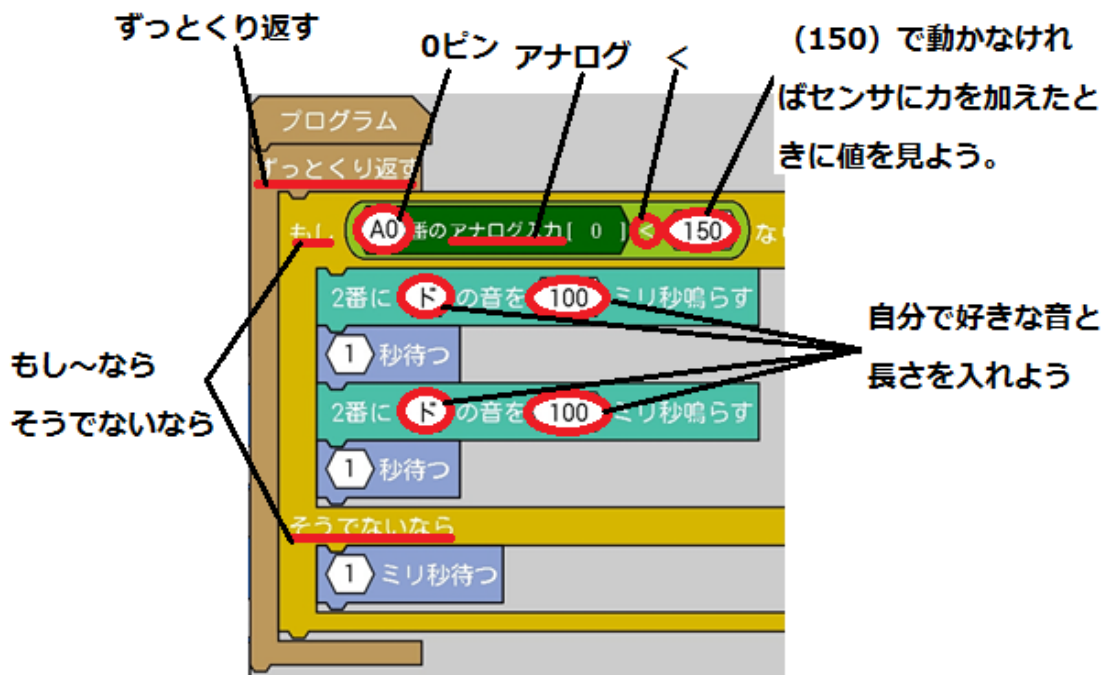 ずっとくり返す
0ピン
アナログ
<
（150）で動かなけれ
ばセンサに力を加えたと
きに値を見よう。
プログラム
ずっとくり返す
もし A0 番のアナログ入力[ 0 ] < 150 なら
2番に ド の音を 100 ミリ秒鳴らす
1 秒待つ
2番に ド の音を 100 ミリ秒鳴らす
1 秒待つ
そうでないなら
1 ミリ秒待つ
もし～なら
そうでないなら
自分で好きな音と
長さを入れよう